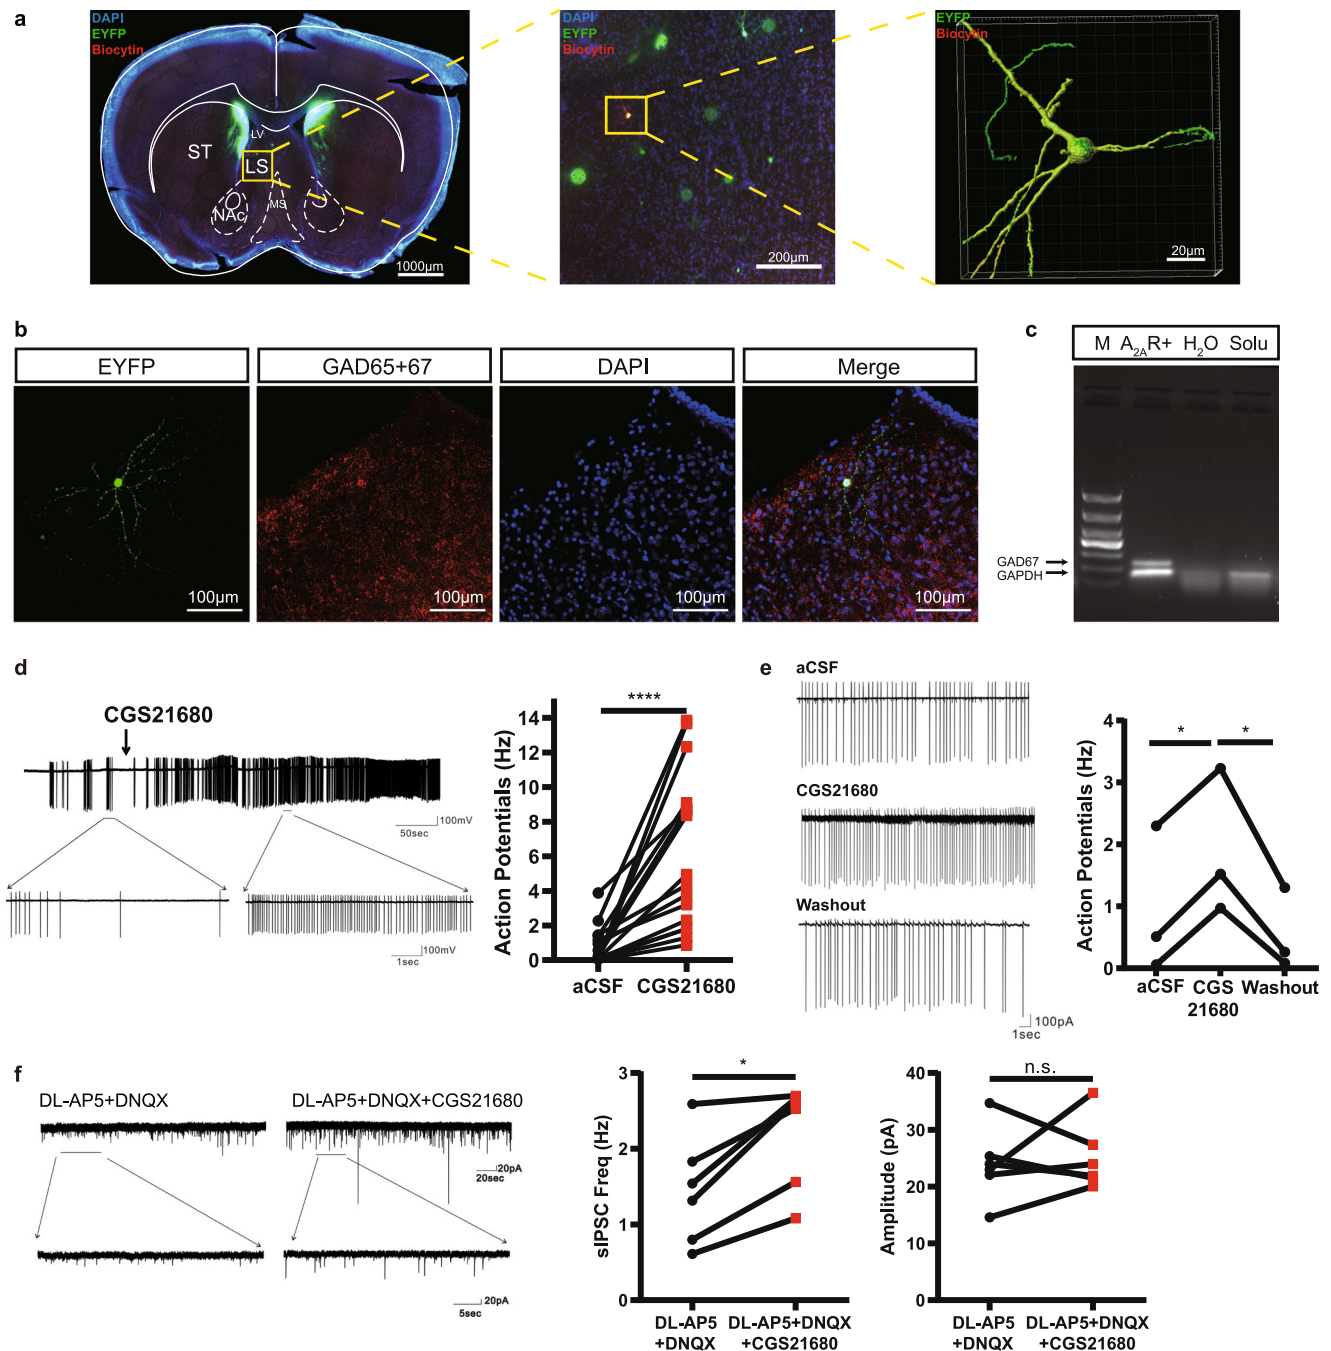 a
DAPI
EYFP
Biocytin
ST
LV
LS
NAc
MS
1000μm
DAPI
EYFP
Biocytin
200μm
EYFP
Biocytin
20μm
b
EYFP
GAD65+67
DAPI
Merge
100μm
100μm
100μm
100μm
c
M A2AR+ H2O Solu
GAD67
GAPDH
d
CGS21680
100mV
50sec
100mV
1sec
****
Action Potentials (Hz)
14
12
10
8
6
4
2
0
aCSF
CGS21680
e
aCSF
CGS21680
Washout
100pA
1sec
* *
Action Potentials (Hz)
4
3
2
1
0
aCSF CGS Washout
21680
f
DL-AP5+DNQX
DL-AP5+DNQX+CGS21680
20pA
20sec
20pA
5sec
*
sIPSC Freq (Hz)
3
2
1
0
DL-AP5 DL-AP5+DNQX
+DNQX +CGS21680
n.s.
Amplitude (pA)
40
30
20
10
0
DL-AP5 DL-AP5+DNQX
+DNQX +CGS21680